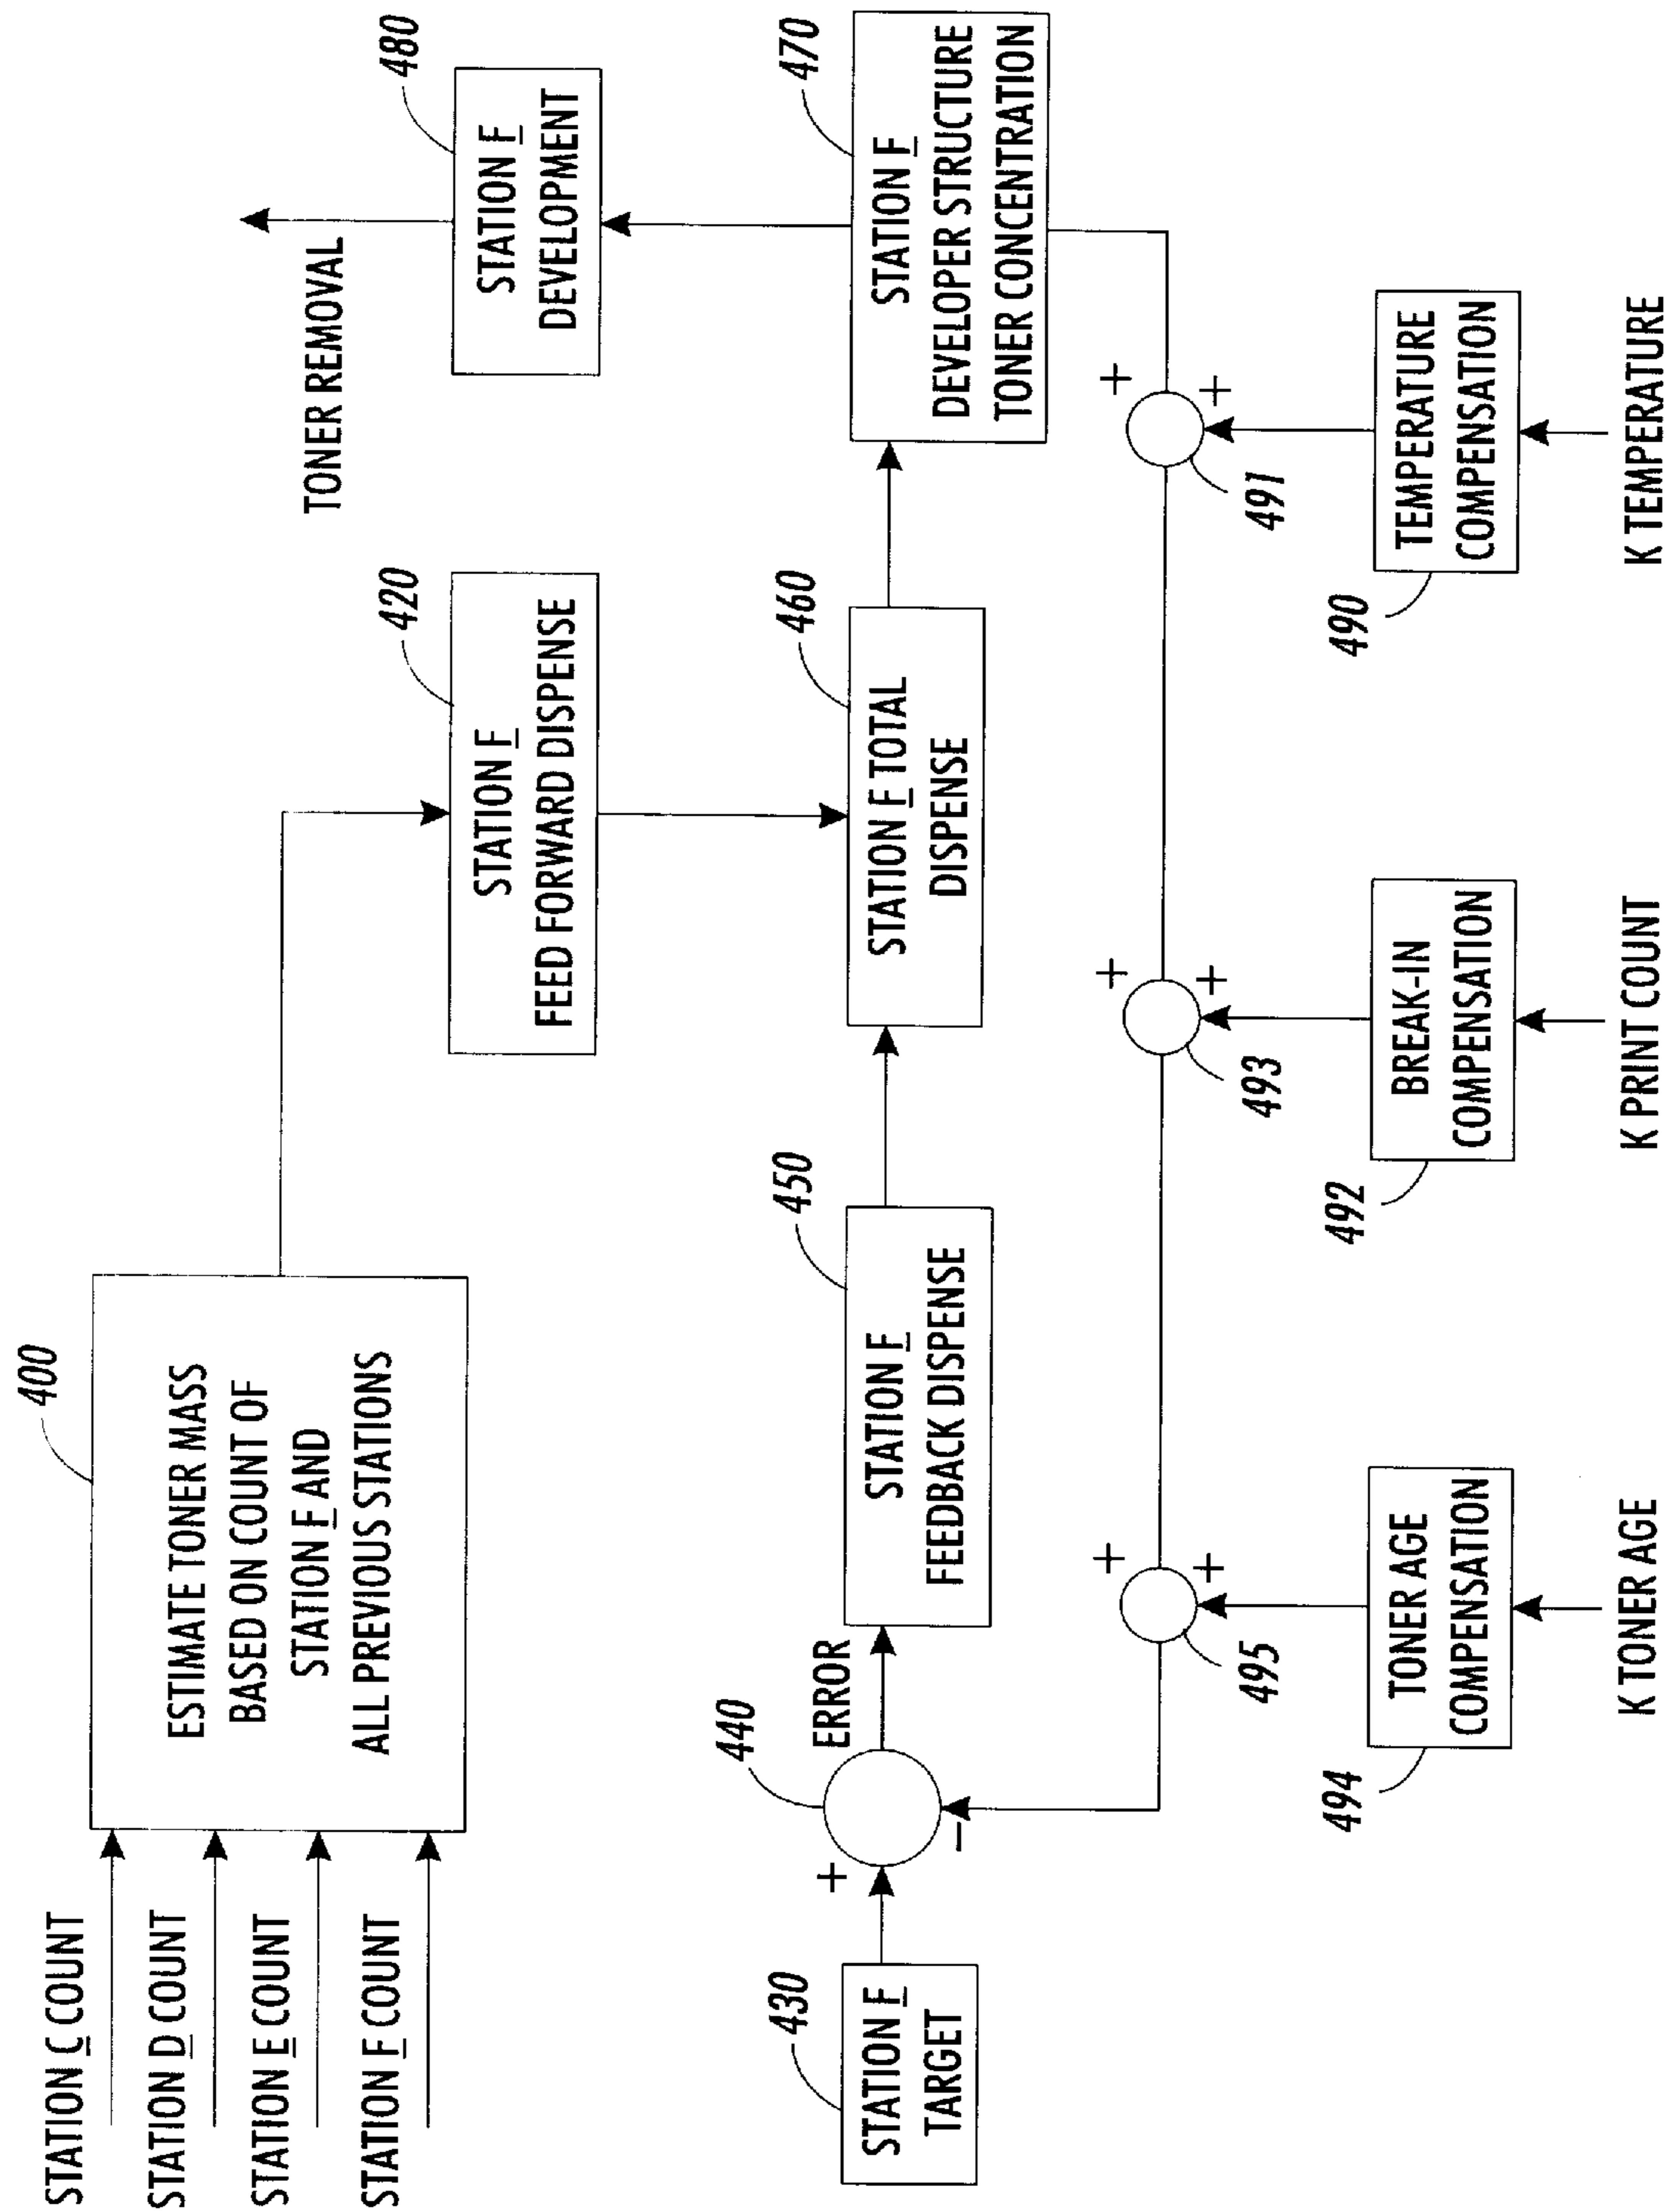 STATION C COUNT
STATION D COUNT
STATION E COUNT
STATION F COUNT
400
ESTIMATE TONER MASS
BASED ON COUNT OF
STATION F AND
ALL PREVIOUS STATIONS
420
STATION F
FEED FORWARD DISPENSE
TONER REMOVAL
480
STATION F
DEVELOPMENT
430
STATION F
TARGET
+
−
440
ERROR
450
STATION F
FEEDBACK DISPENSE
460
STATION F TOTAL
DISPENSE
470
STATION F
DEVELOPER STRUCTURE
TONER CONCENTRATION
+
+
495
+
+
493
+
+
491
494
TONER AGE
COMPENSATION
K TONER AGE
492
BREAK-IN
COMPENSATION
K PRINT COUNT
490
TEMPERATURE
COMPENSATION
K TEMPERATURE